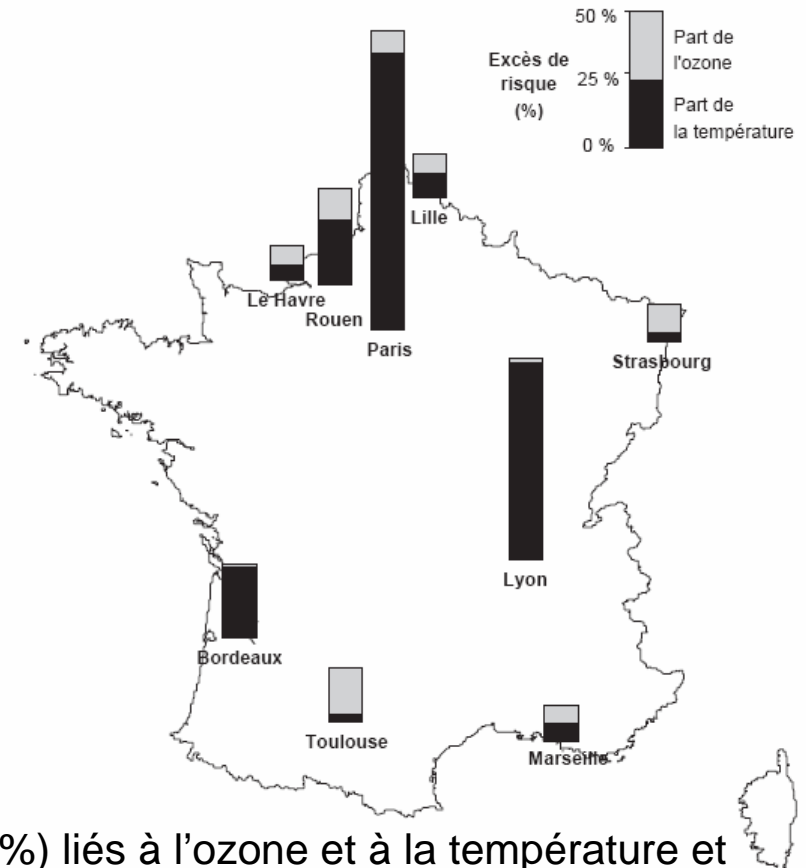 50 %
Part de
l'ozone
Excès de
risque
(%)
25 %
Part de
la température
0 %
Lille
Le Havre
Rouen
Paris
Strasbourg
Lyon
Bordeaux
Toulouse
Marseille
%) liés à l’ozone et à la température et